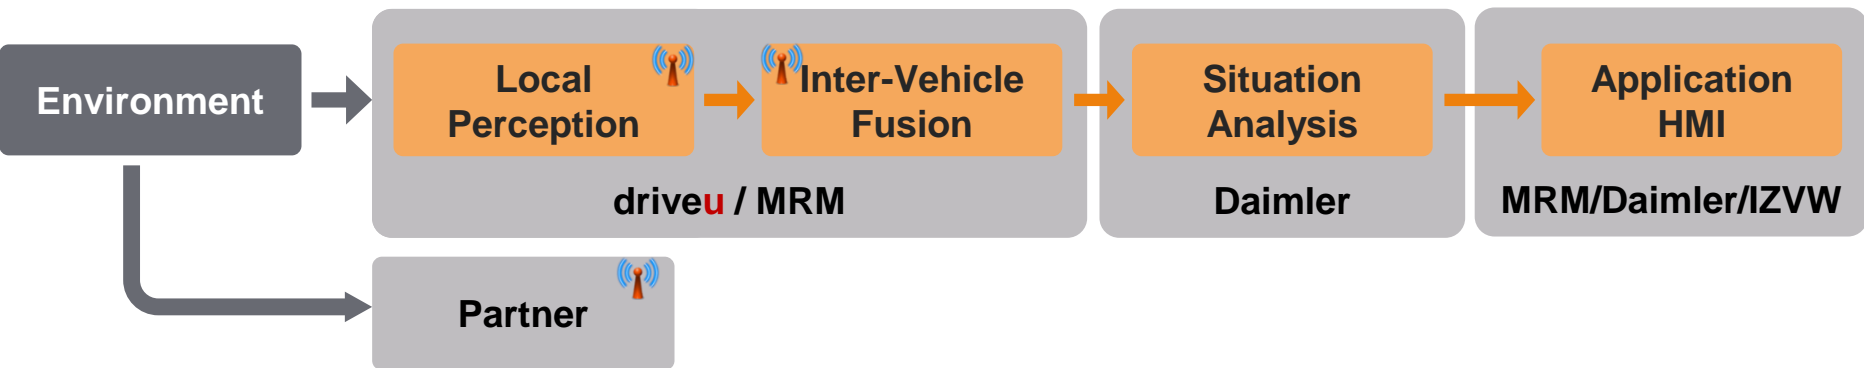 Environment
Local
Perception
Inter-Vehicle
Fusion
driveu / MRM
Situation
Analysis
Daimler
Application
HMI
MRM/Daimler/IZVW
Partner